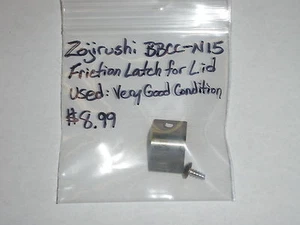 Zojirushi BBCC-N15
Friction Latch for Lid
Used: Very Good Condition
$8.99